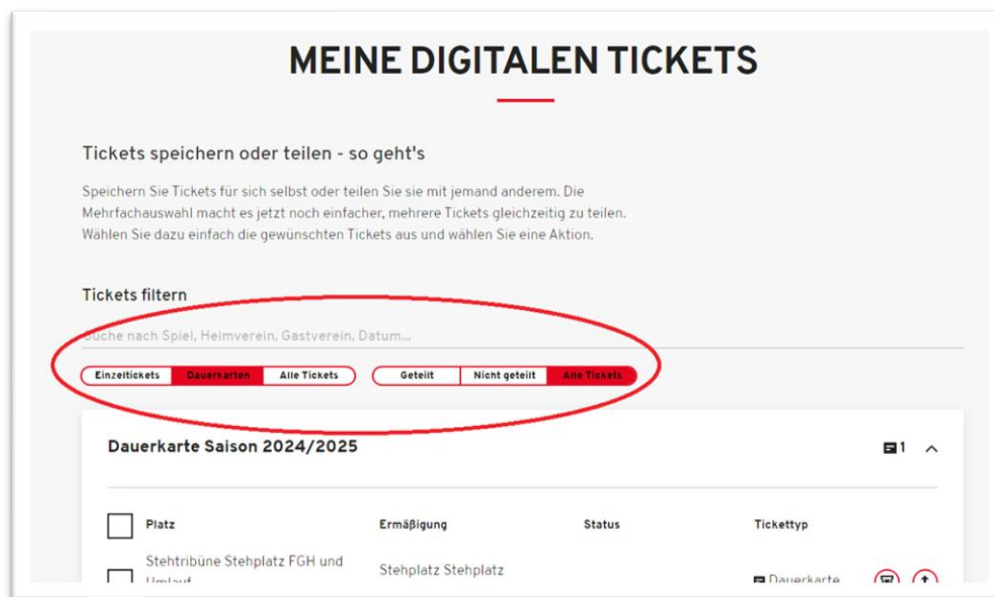 MEINE DIGITALEN TICKETS
Tickets speichern oder teilen - so geht's
Speichern Sie Tickets für sich selbst oder teilen Sie sie mit jemand anderem. Die
Mehrfachauswahl macht es jetzt noch einfacher, mehrere Tickets gleichzeitig zu teilen.
Wählen Sie dazu einfach die gewünschten Tickets aus und wählen Sie eine Aktion.
Tickets filtern
Suche nach Spiel, Heimverein, Gastverein, Datum...
Einzeltickets Dauerkarten Alle Tickets Geteilt Nicht geteilt Alle Tickets
Dauerkarte Saison 2024/2025 1
Platz Ermäßigung Status Tickettyp
Stehtribüne Stehplatz FGH und
Umlauf Stehplatz Stehplatz Dauerkarte